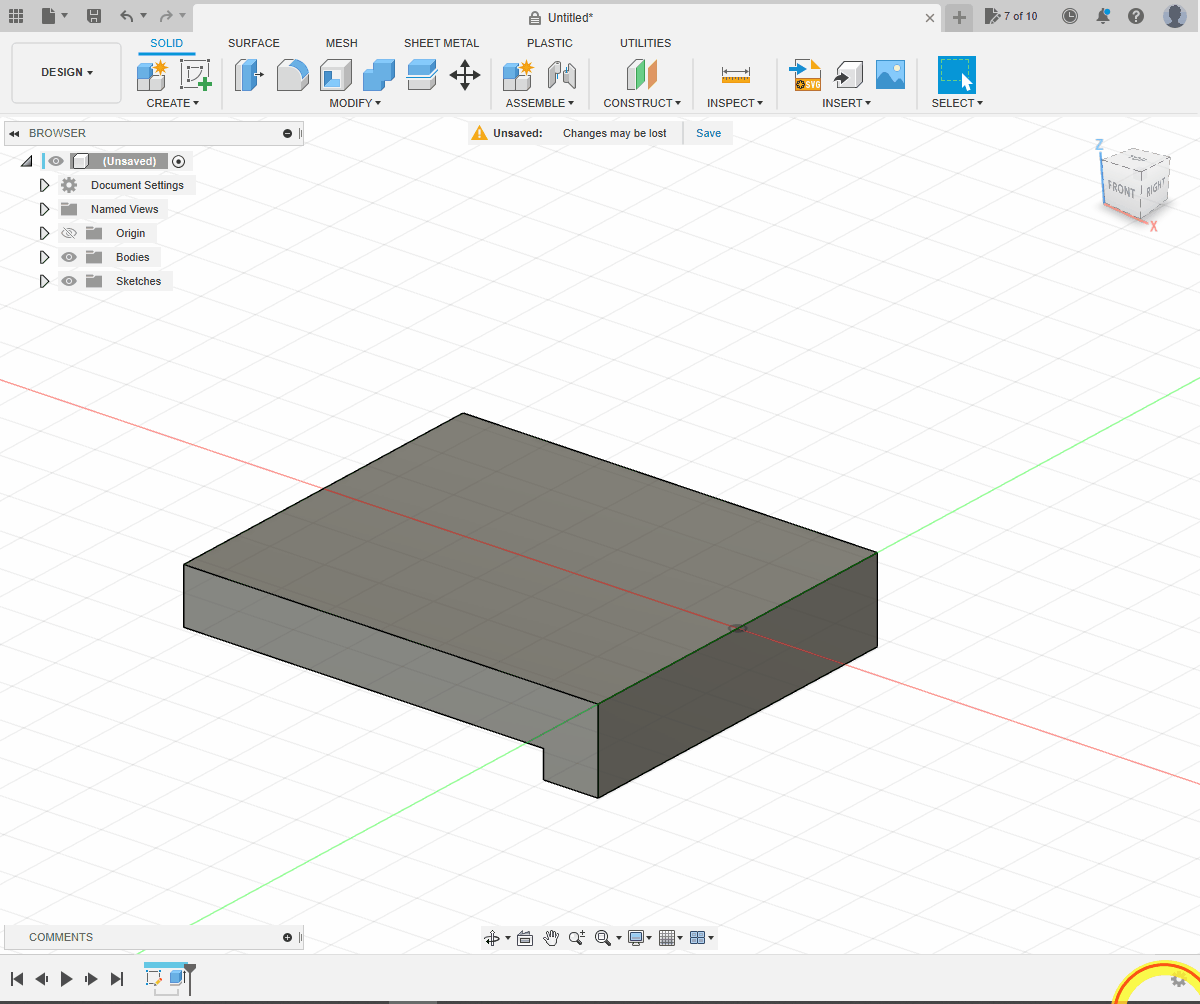 Untitled*
7 of 10
DESIGN
SOLID
SURFACE
MESH
SHEET METAL
PLASTIC
UTILITIES
CREATE
MODIFY
ASSEMBLE
CONSTRUCT
INSPECT
INSERT
SELECT
BROWSER
Unsaved:
Changes may be lost
Save
(Unsaved)
Document Settings
Named Views
Origin
Bodies
Sketches
Z
TOP
FRONT
RIGHT
X
COMMENTS